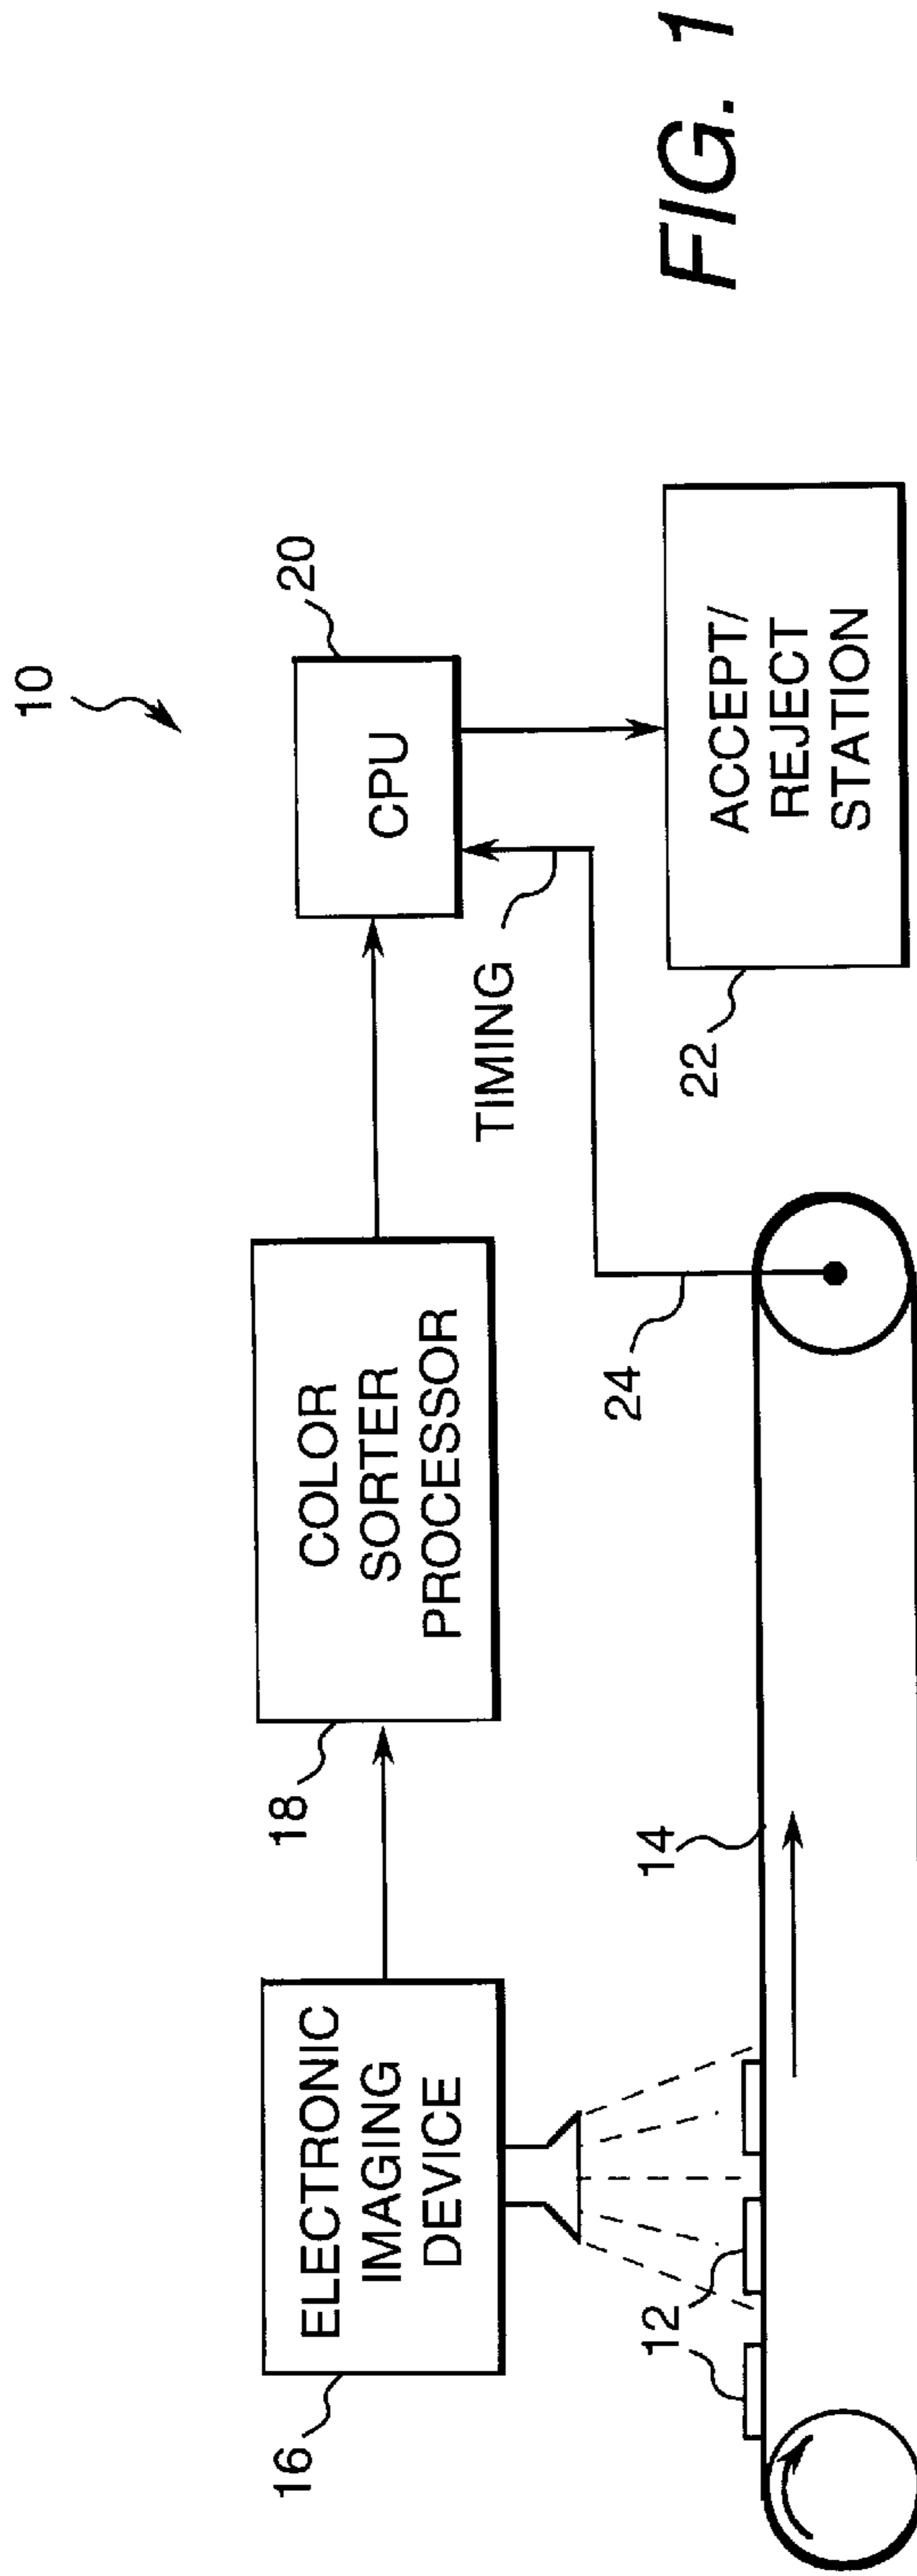 10
ELECTRONIC
IMAGING
DEVICE
16
COLOR
SORTER
PROCESSOR
18
CPU
20
TIMING
ACCEPT/
REJECT
STATION
22
24
12
14
FIG. 1